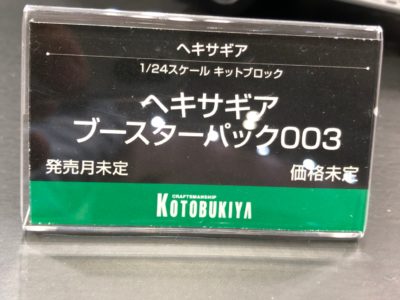 ヘキサギア
1/24スケール キットブロック
ヘキサギア
ブースターパック003
発売月未定 価格未定
CRAFTSMANSHIP
KOTOBUKIYA